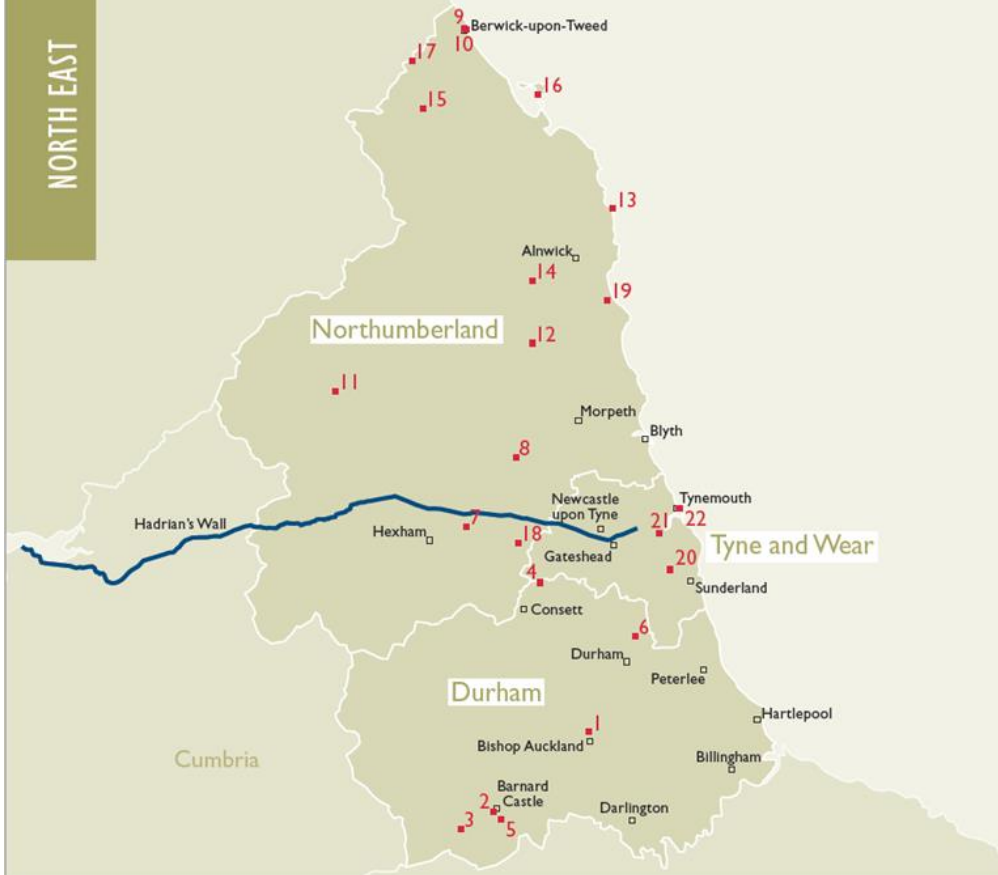 NORTH EAST
9
Berwick-upon-Tweed
10
17
16
15
13
Alnwick
14
19
Northumberland
12
11
Morpeth
Blyth
8
Newcastle
upon Tyne
Tynemouth
22
Hadrian's Wall
Hexham
7
18
21
Gateshead
Tyne and Wear
4
20
Sunderland
Consett
6
Durham
Peterlee
Durham
Hartlepool
1
Bishop Auckland
Cumbria
Billingham
Barnard
Castle
2
3
5
Darlington